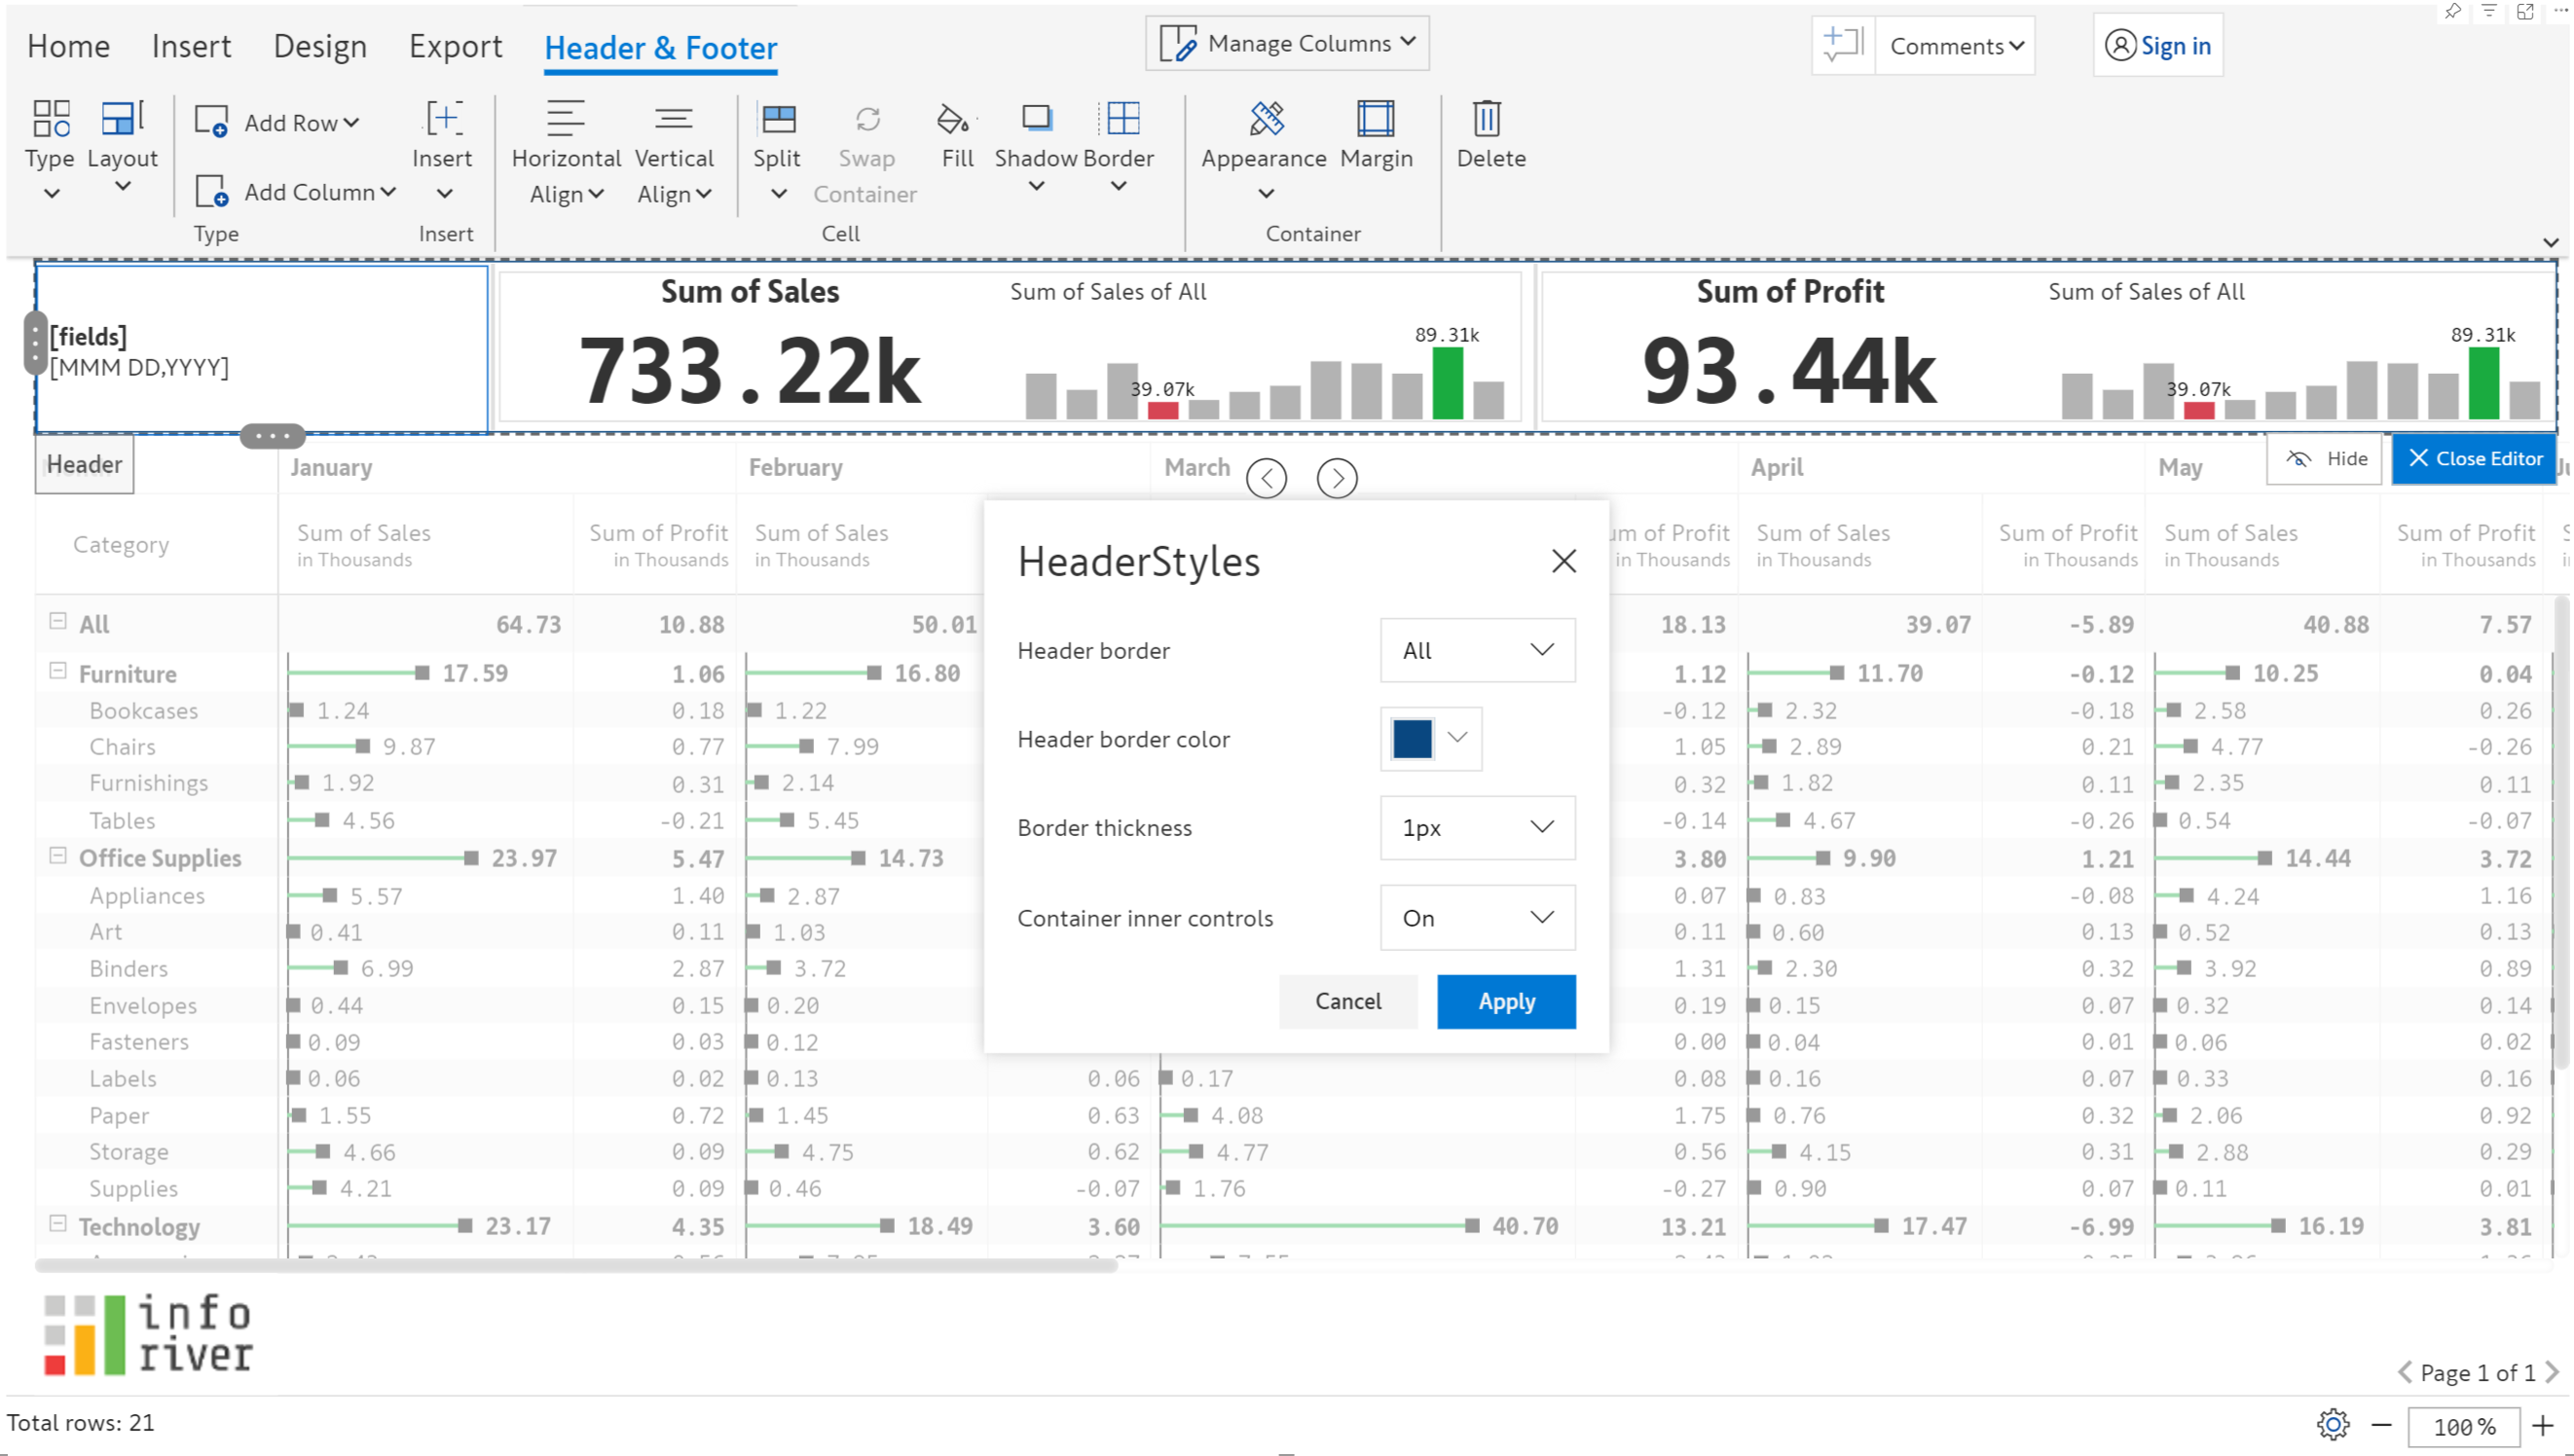 Home Insert Design Export Header & Footer Manage Columns Comments Sign in
Type Layout Add Row Add Column Insert Horizontal Align Vertical Align Split Swap Container Fill Shadow Border Appearance Margin Delete
Type Insert Cell Container
[fields]
[MMM DD,YYYY]
Sum of Sales
733.22k
Sum of Sales of All
39.07k 89.31k
Sum of Profit
93.44k
Sum of Sales of All
39.07k 89.31k
Header January February March April May Hide Close Editor
Category Sum of Sales Sum of Profit Sum of Sales Sum of Profit Sum of Sales Sum of Profit Sum of Sales Sum of Profit
in Thousands in Thousands in Thousands in Thousands in Thousands in Thousands in Thousands in Thousands
All 64.73 10.88 50.01 18.13 39.07 -5.89 40.88 7.57
Furniture 17.59 1.06 16.80 1.12 11.70 -0.12 10.25 0.04
Bookcases 1.24 0.18 1.22 -0.12 2.32 -0.18 2.58 0.26
Chairs 9.87 0.77 7.99 1.05 2.89 0.21 4.77 -0.26
Furnishings 1.92 0.31 2.14 0.32 1.82 0.11 2.35 0.11
Tables 4.56 -0.21 5.45 -0.14 4.67 -0.26 0.54 -0.07
Office Supplies 23.97 5.47 14.73 3.80 9.90 1.21 14.44 3.72
Appliances 5.57 1.40 2.87 0.07 0.83 -0.08 4.24 1.16
Art 0.41 0.11 1.03 0.11 0.60 0.13 0.52 0.13
Binders 6.99 2.87 3.72 1.31 2.30 0.32 3.92 0.89
Envelopes 0.44 0.15 0.20 0.19 0.15 0.07 0.32 0.14
Fasteners 0.09 0.03 0.12 0.00 0.04 0.01 0.06 0.02
Labels 0.06 0.02 0.13 0.06 0.17 0.08 0.16 0.07 0.33 0.16
Paper 1.55 0.72 1.45 0.63 4.08 1.75 0.76 0.32 2.06 0.92
Storage 4.66 0.09 4.75 0.62 4.77 0.56 4.15 0.31 2.88 0.29
Supplies 4.21 0.09 0.46 -0.07 1.76 -0.27 0.90 0.07 0.11 0.01
Technology 23.17 4.35 18.49 3.60 40.70 13.21 17.47 -6.99 16.19 3.81
HeaderStyles
Header border All
Header border color
Border thickness 1px
Container inner controls On
Cancel Apply
info
river
Page 1 of 1
Total rows: 21 100%